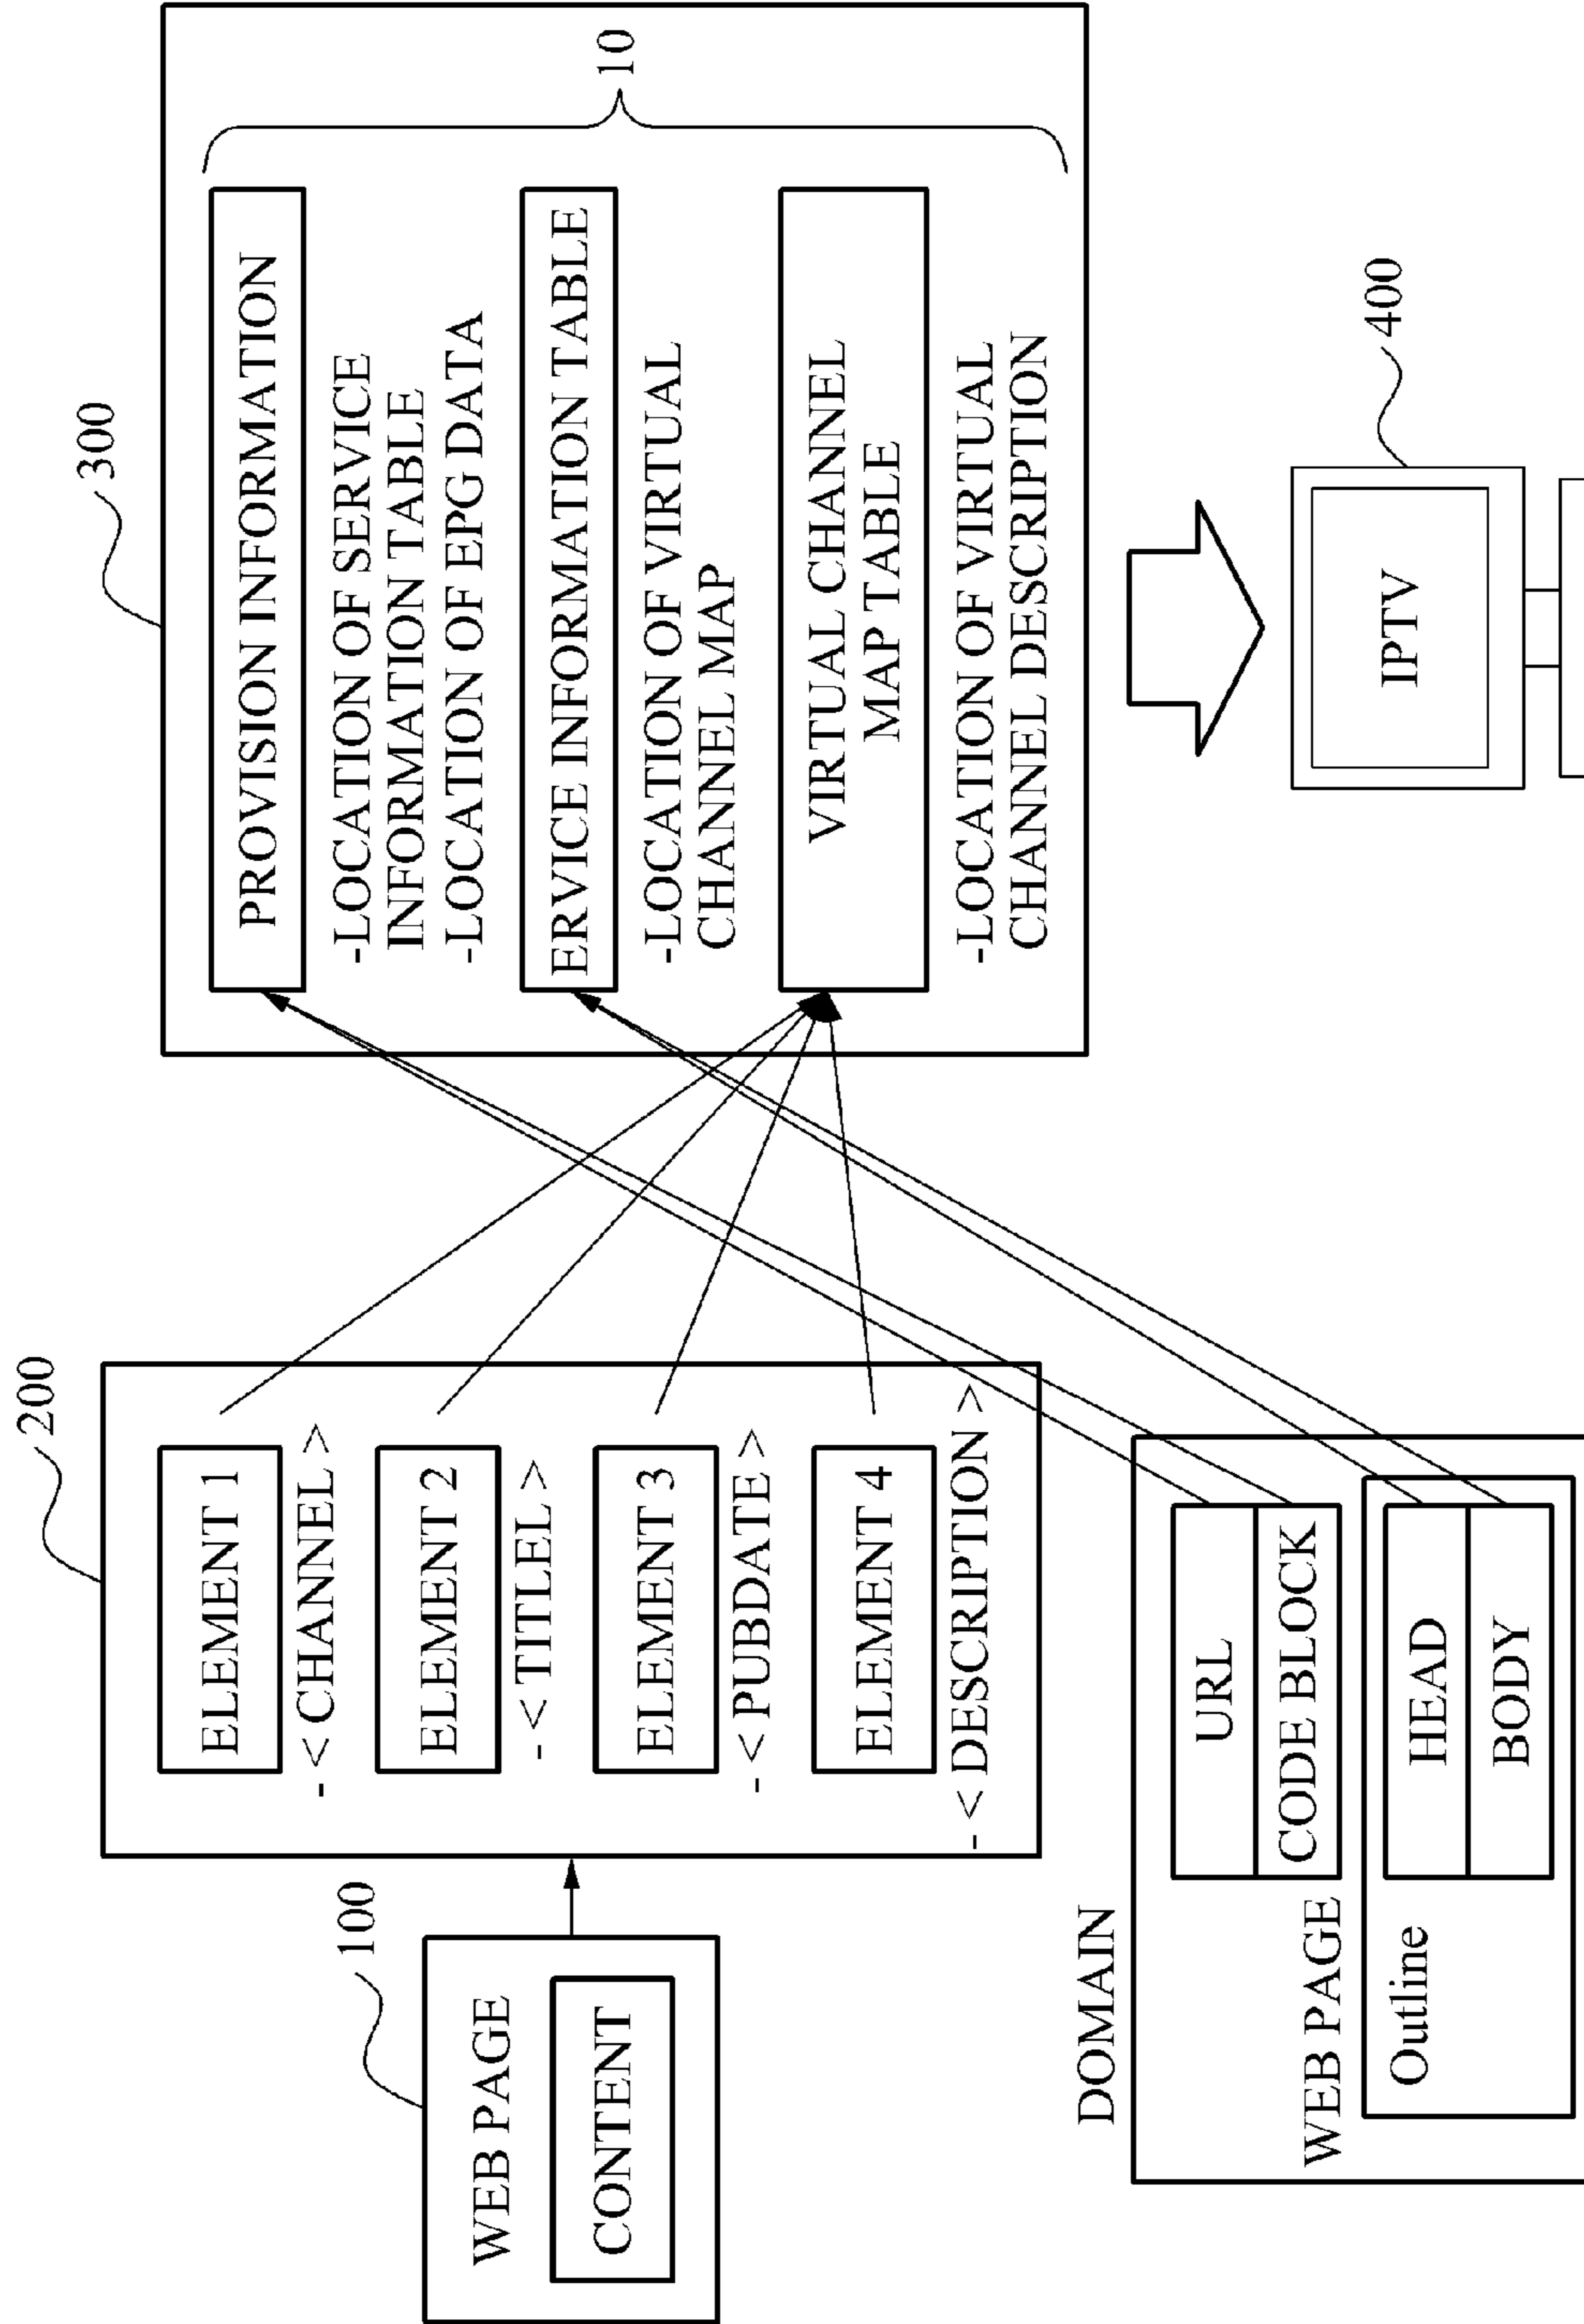 300
200
100
WEB PAGE
CONTENT
ELEMENT 1
-< CHANNEL >
ELEMENT 2
-< TITLEL >
ELEMENT 3
-< PUBDATE >
ELEMENT 4
-< DESCRIPTION >
PROVISION INFORMATION
-LOCATION OF SERVICE
INFORMATION TABLE
-LOCATION OF EPG DATA
ERVICE INFORMATION TABLE
-LOCATION OF VIRTUAL
CHANNEL MAP
VIRTUAL CHANNEL
MAP TABLE
-LOCATION OF VIRTUAL
CHANNEL DESCRIPTION
10
DOMAIN
URL
CODE BLOCK
WEB PAGE
Outline
HEAD
BODY
IPTV
400